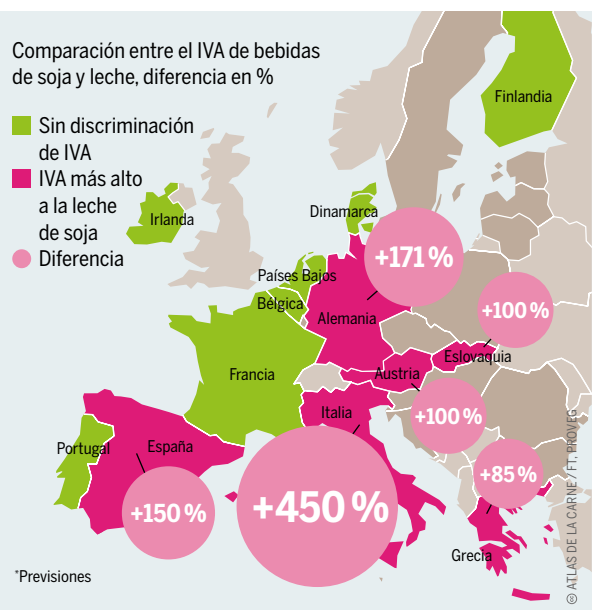 Comparación entre el IVA de bebidas
de soja y leche, diferencia en %
Sin discriminación
de IVA
IVA más alto
a la leche
de soja
Diferencia
Finlandia
Irlanda
Dinamarca
+171 %
Países Bajos
Bélgica
Alemania
+100 %
Eslovaquia
Francia
Austria
Italia
+100 %
Portugal
España
+85 %
+150 %
+450 %
Grecia
*Previsiones
© ATLAS DE LA CARNE / FT, PROVEG